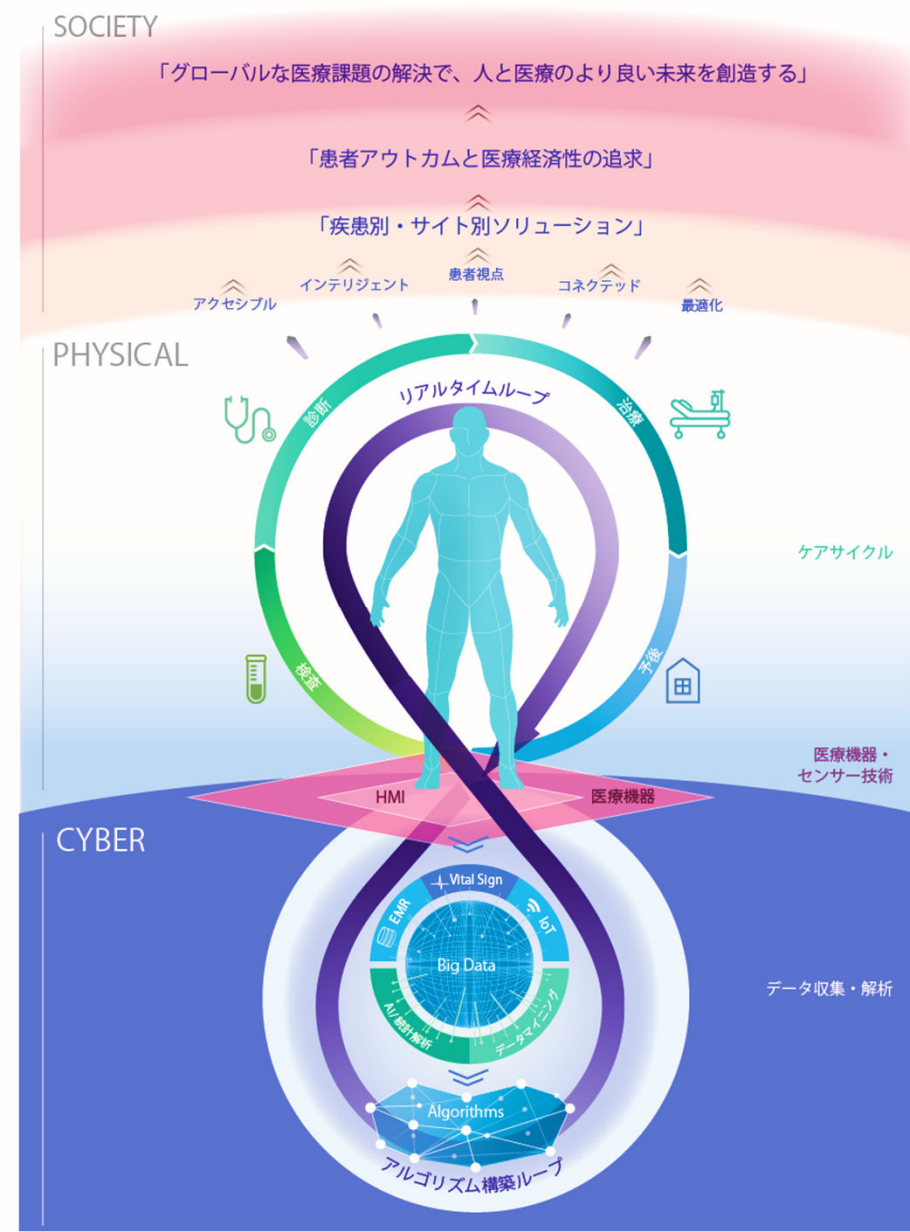 SOCIETY
「グローバルな医療課題の解決で、人と医療のより良い未来を創造する」
「患者アウトカムと医療経済性の追求」
「疾患別・サイト別ソリューション」
アクセシブル
インテリジェント
患者視点
コネクテッド
最適化
PHYSICAL
リアルタイムループ
診断
治療
ケアサイクル
検査
予後
医療機器・
センサー技術
HMI
医療機器
CYBER
Vital Sign
EMR
IoT
Big Data
データ収集・解析
AI/統計解析
データマイニング
Algorithms
アルゴリズム構築ループ